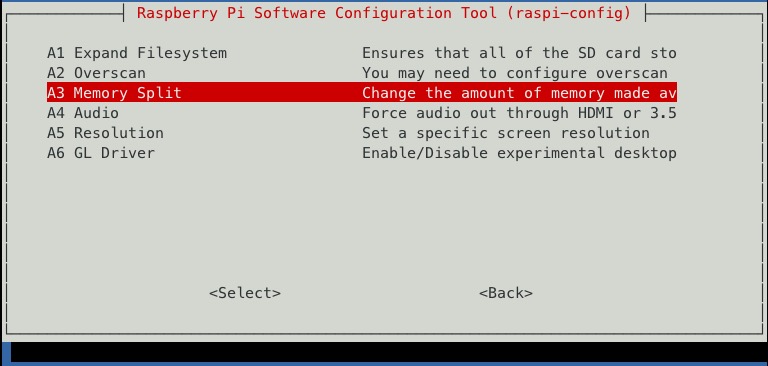 Raspberry Pi Software Configuration Tool (raspi-config)
A1 Expand Filesystem Ensures that all of the SD card sto
A2 Overscan You may need to configure overscan
A3 Memory Split Change the amount of memory made av
A4 Audio Force audio out through HDMI or 3.5
A5 Resolution Set a specific screen resolution
A6 GL Driver Enable/Disable experimental desktop
<Select> <Back>